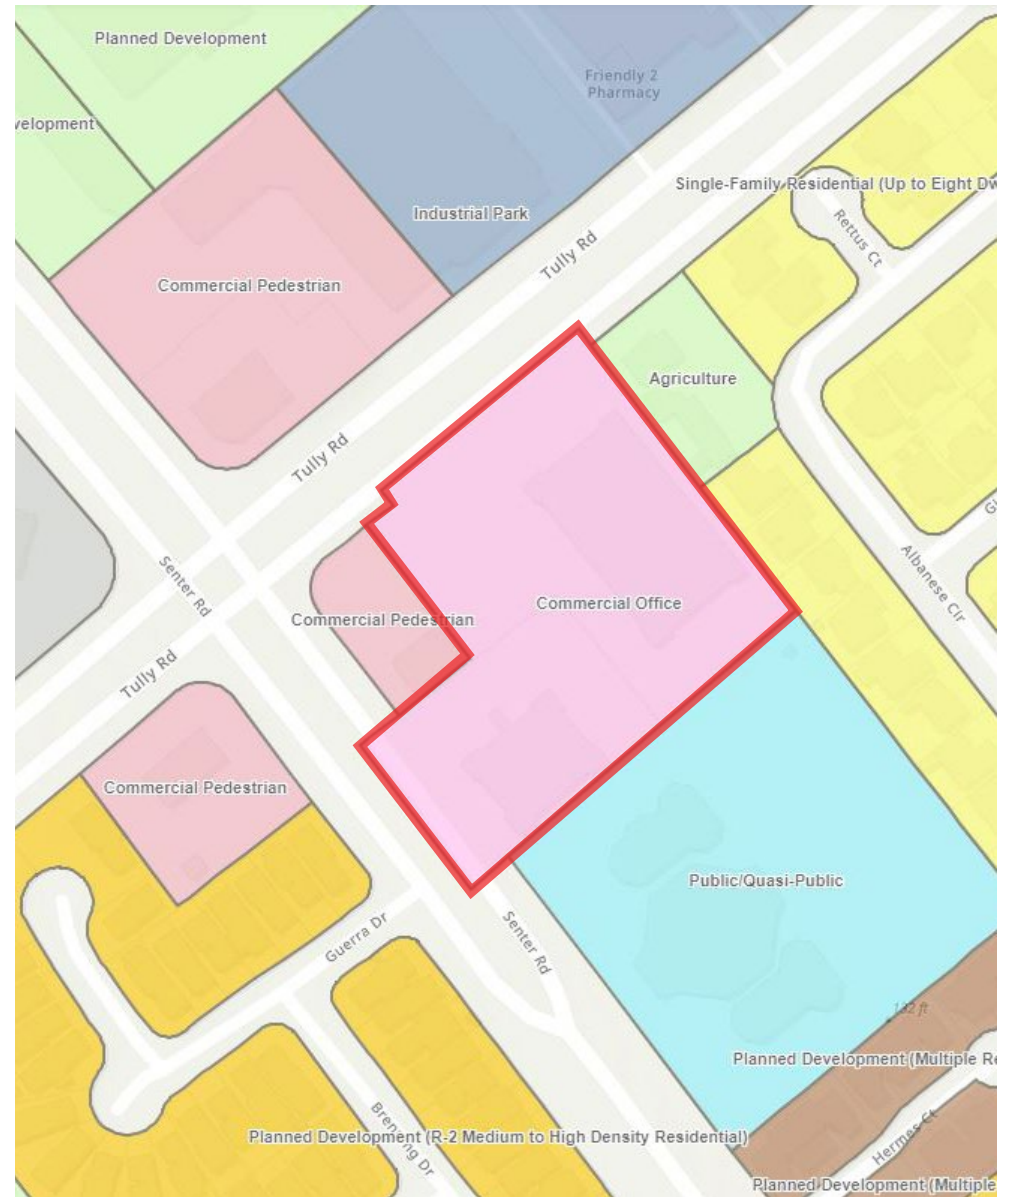 Planned Development
velopment
Friendly 2
Pharmacy
Single-Family Residential (Up to Eight Dw
Industrial Park
Rettus Ct
Tully Rd
Commercial Pedestrian
Agriculture
Tully Rd
Senter Rd
Albanese Cir
Commercial Office
Commercial Pedestrian
Tully Rd
Commercial Pedestrian
Public/Quasi-Public
Guerra Dr
Senter Rd
132 ft
Planned Development (Multiple Re
Hermes Ct
Planned Development (R-2 Medium to High Density Residential)
Planned Development (Multiple